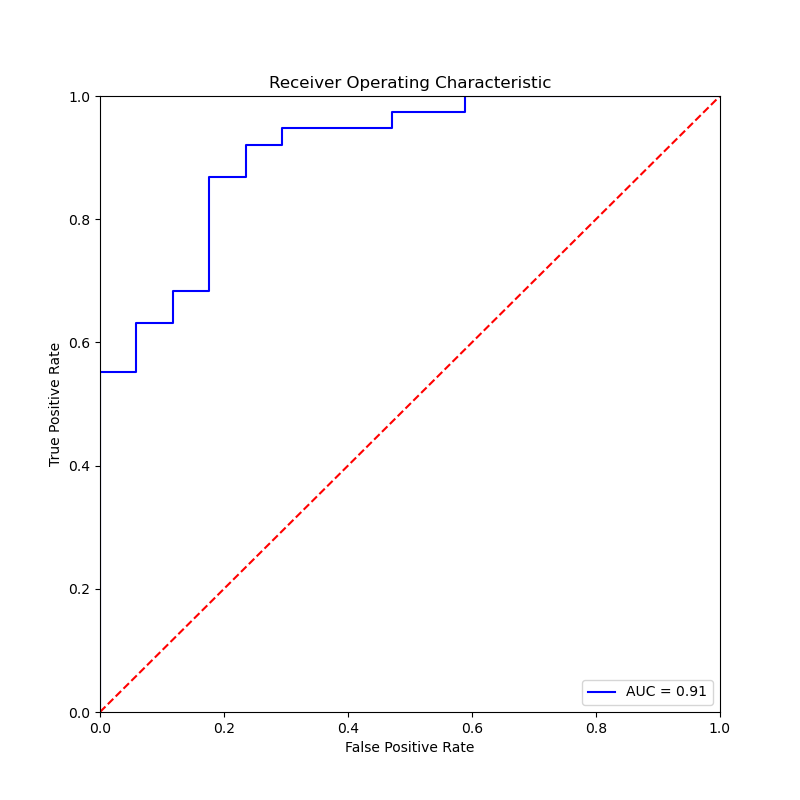 Receiver Operating Characteristic
1.0
0.8
0.6
0.4
0.2
0.0
True Positive Rate
AUC = 0.91
0.0 0.2 0.4 0.6 0.8 1.0
False Positive Rate